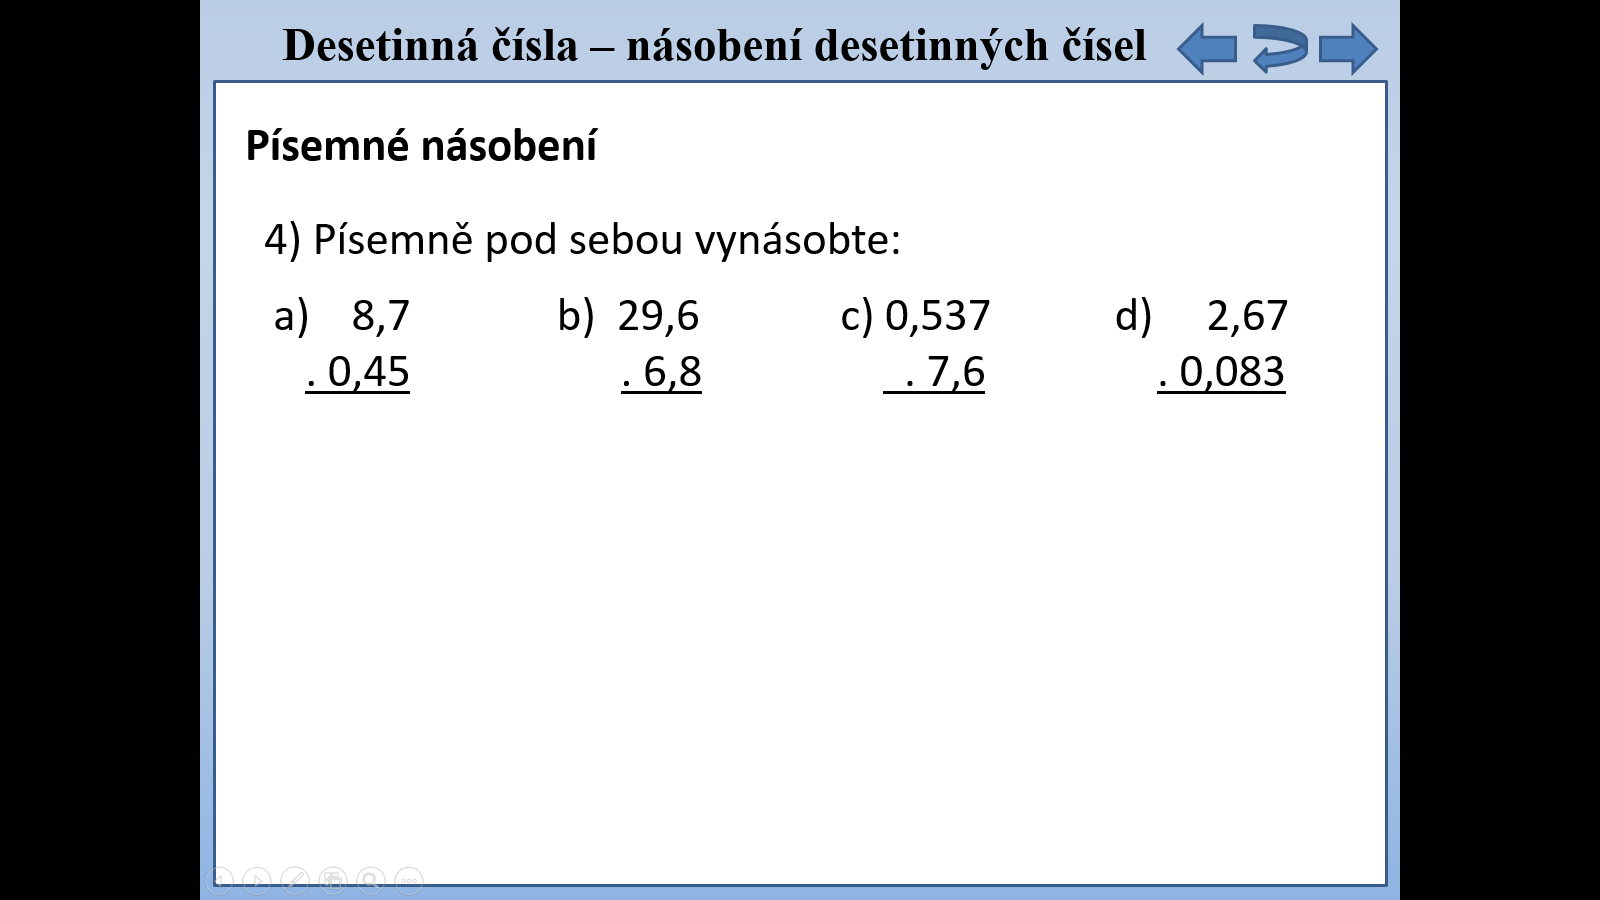 Desetinná čísla – násobení desetinných čísel
Písemné násobení
4) Písemně pod sebou vynásobte:
a) 8,7 b) 29,6 c) 0,537 d) 2,67
. 0,45 . 6,8 . 7,6 . 0,083